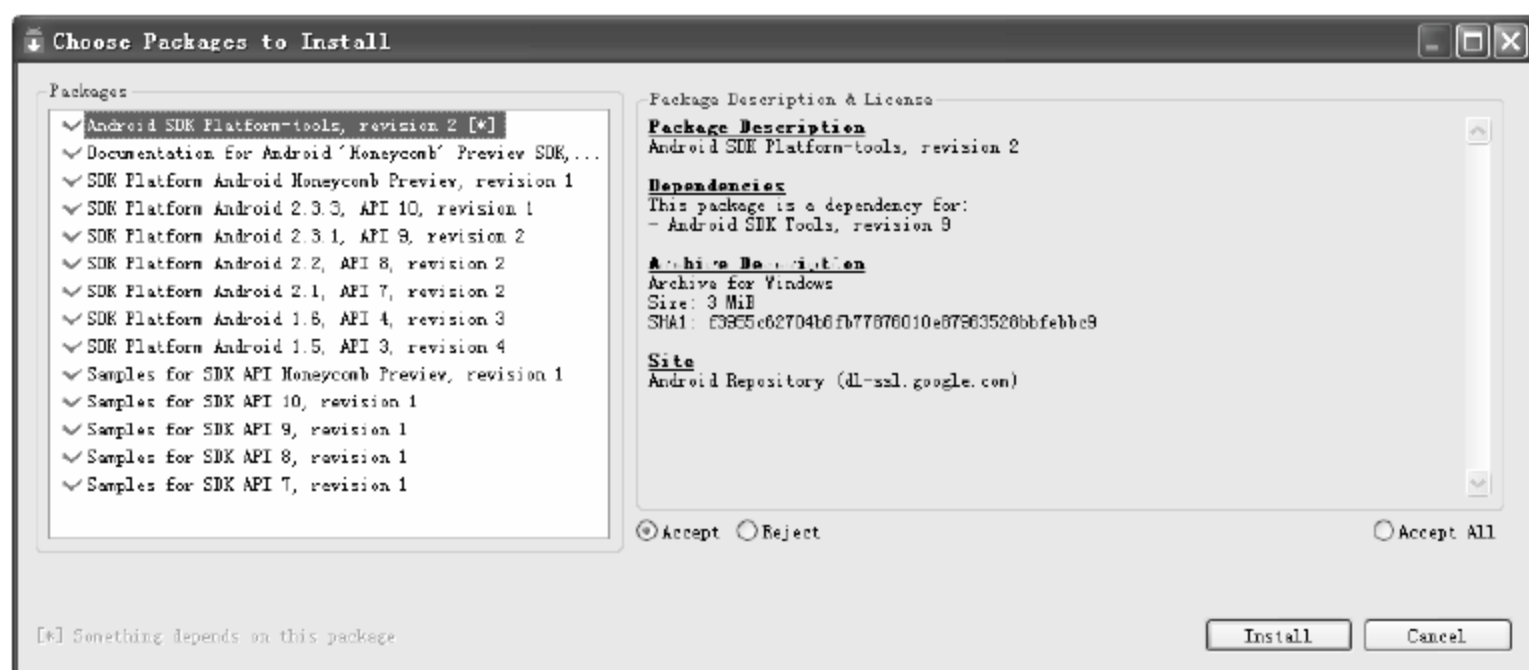 Choose Packages to Install
Packages
Android SDK Platform-tools, revision 2 [*]
Documentation for Android 'Honeycomb' Preview SDK,...
SDK Platform Android Honeycomb Preview, revision 1
SDK Platform Android 2.3.3, API 10, revision 1
SDK Platform Android 2.3.1, API 9, revision 2
SDK Platform Android 2.2, API 8, revision 2
SDK Platform Android 2.1, API 7, revision 2
SDK Platform Android 1.6, API 4, revision 3
SDK Platform Android 1.5, API 3, revision 4
Samples for SDK API Honeycomb Preview, revision 1
Samples for SDK API 10, revision 1
Samples for SDK API 9, revision 1
Samples for SDK API 8, revision 1
Samples for SDK API 7, revision 1
Package Description & License
Package Description
Android SDK Platform-tools, revision 2
Dependencies
This package is a dependency for:
- Android SDK Tools, revision 9
Archive Description
Archive for Windows
Size: 3 MiB
SHA1:
Site
Android Repository (dl-ssl.google.com)
Accept Reject Accept All
[*] Something depends on this package
Install Cancel